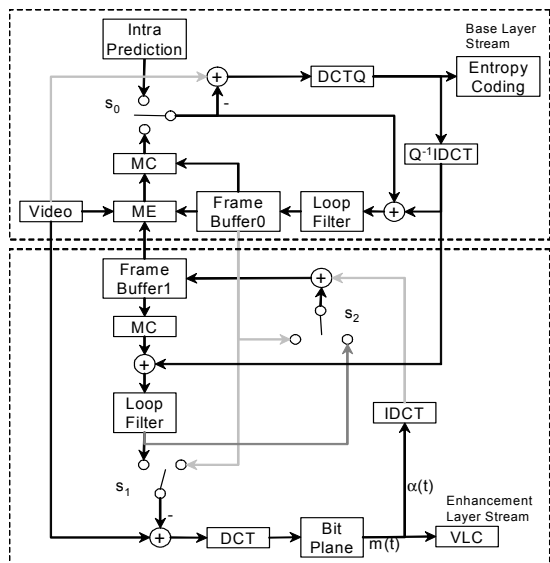 Intra
Prediction
Base Layer
Stream
+
DCTQ
Entropy
Coding
-
s0
Q-1IDCT
MC
Video
ME
Frame
Buffer0
Loop
Filter
+
Frame
Buffer1
+
s2
MC
+
Loop
Filter
IDCT
s1
α(t)
-
Enhancement
Layer Stream
+
DCT
Bit
Plane
m(t)
VLC